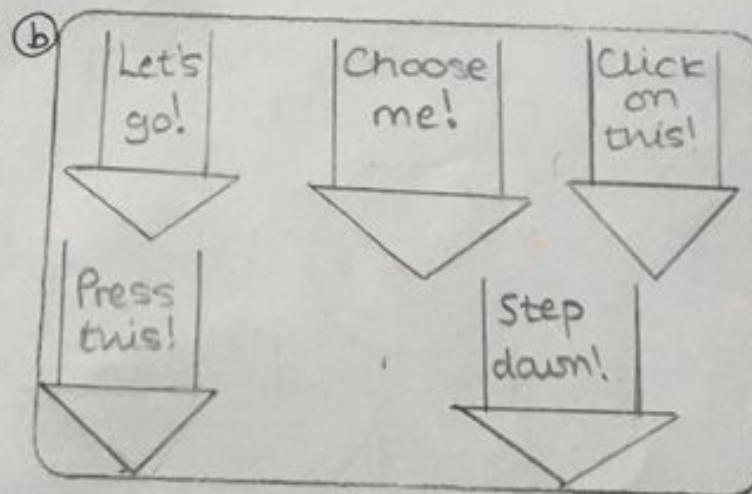 b
Let's
go!
Choose
me!
Click
on
this!
Press
this!
Step
down!